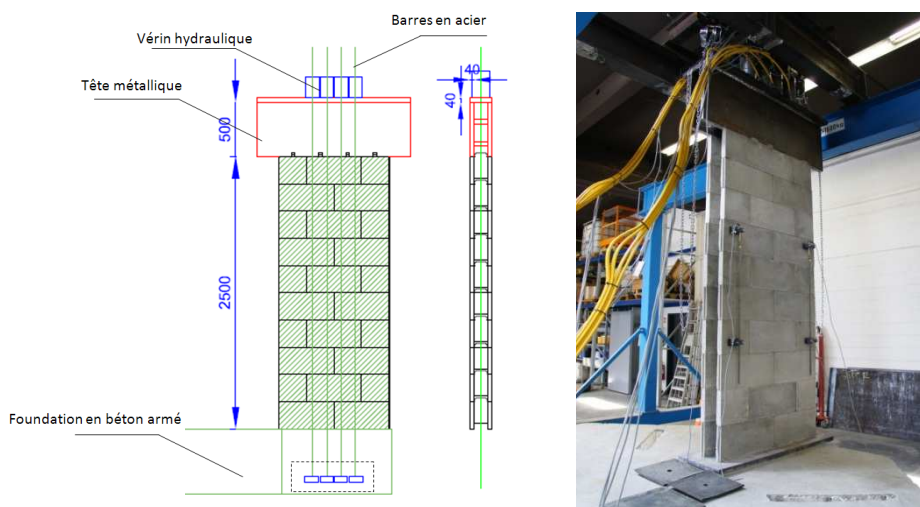 Barres en acier
Vérin hydraulique
Tête métallique
40
40
500
2500
Foundation en béton armé